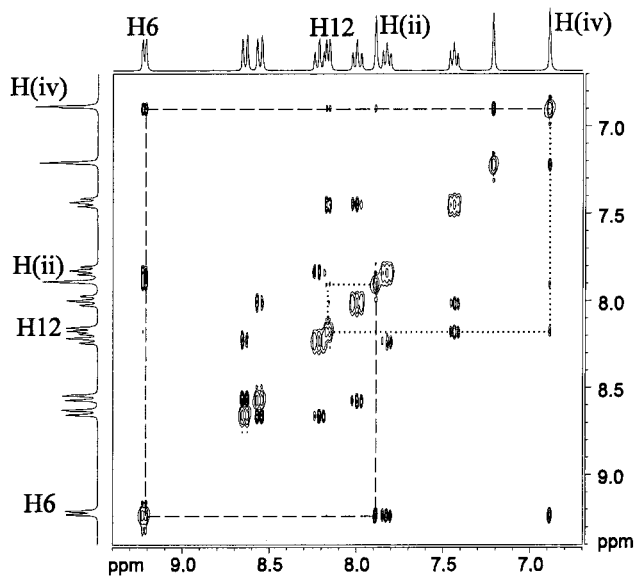 H6 H12 H(ii) H(iv)
H(iv)
7.0
7.5
H(ii)
8.0
H12
8.5
9.0
H6
ppm
ppm 9.0 8.5 8.0 7.5 7.0